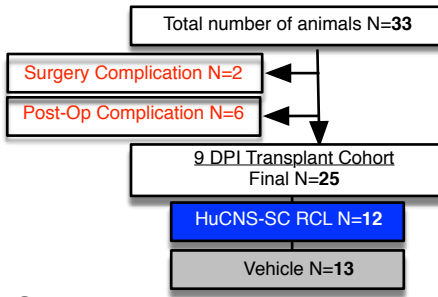 Total number of animals N=33
Surgery Complication N=2
Post-Op Complication N=6
9 DPI Transplant Cohort
Final N=25
HuCNS-SC RCL N=12
Vehicle N=13